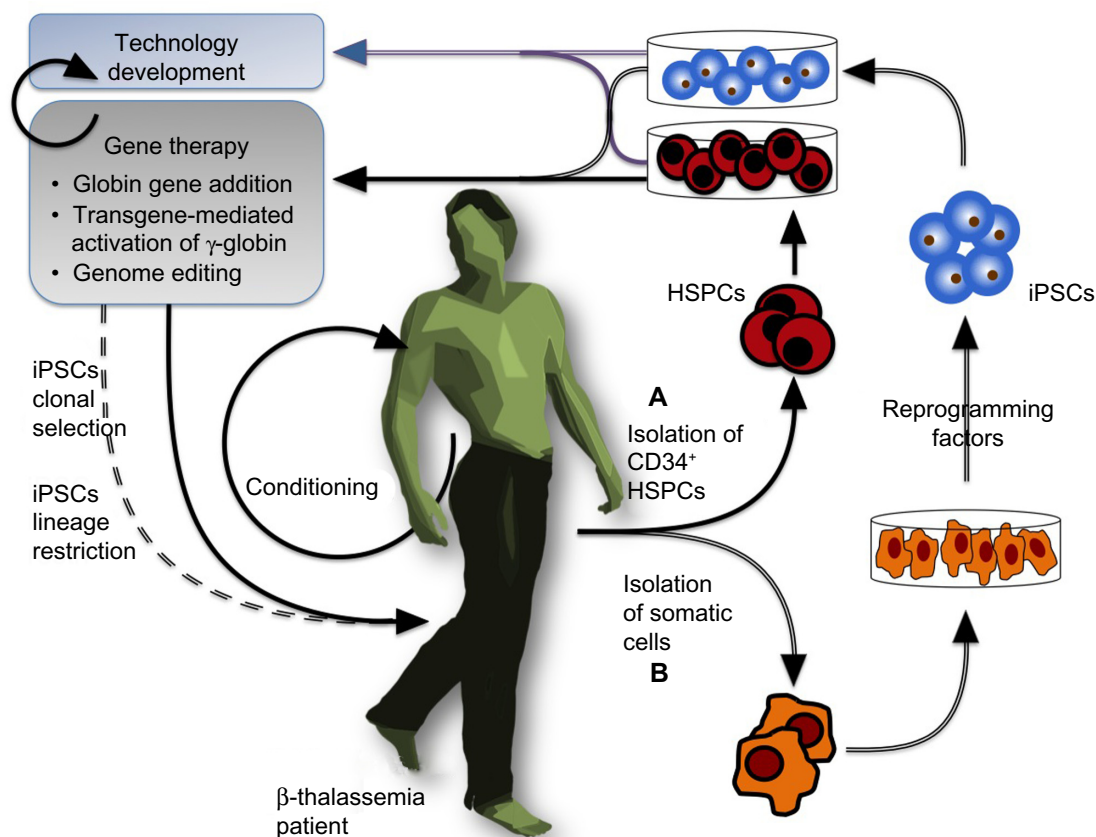 Technology
development
Gene therapy
• Globin gene addition
• Transgene-mediated
activation of γ-globin
• Genome editing
HSPCs
iPSCs
iPSCs
clonal
selection
iPSCs
lineage
restriction
Conditioning
A
Isolation of
CD34⁺
HSPCs
Reprogramming
factors
Isolation
of somatic
cells
B
β-thalassemia
patient